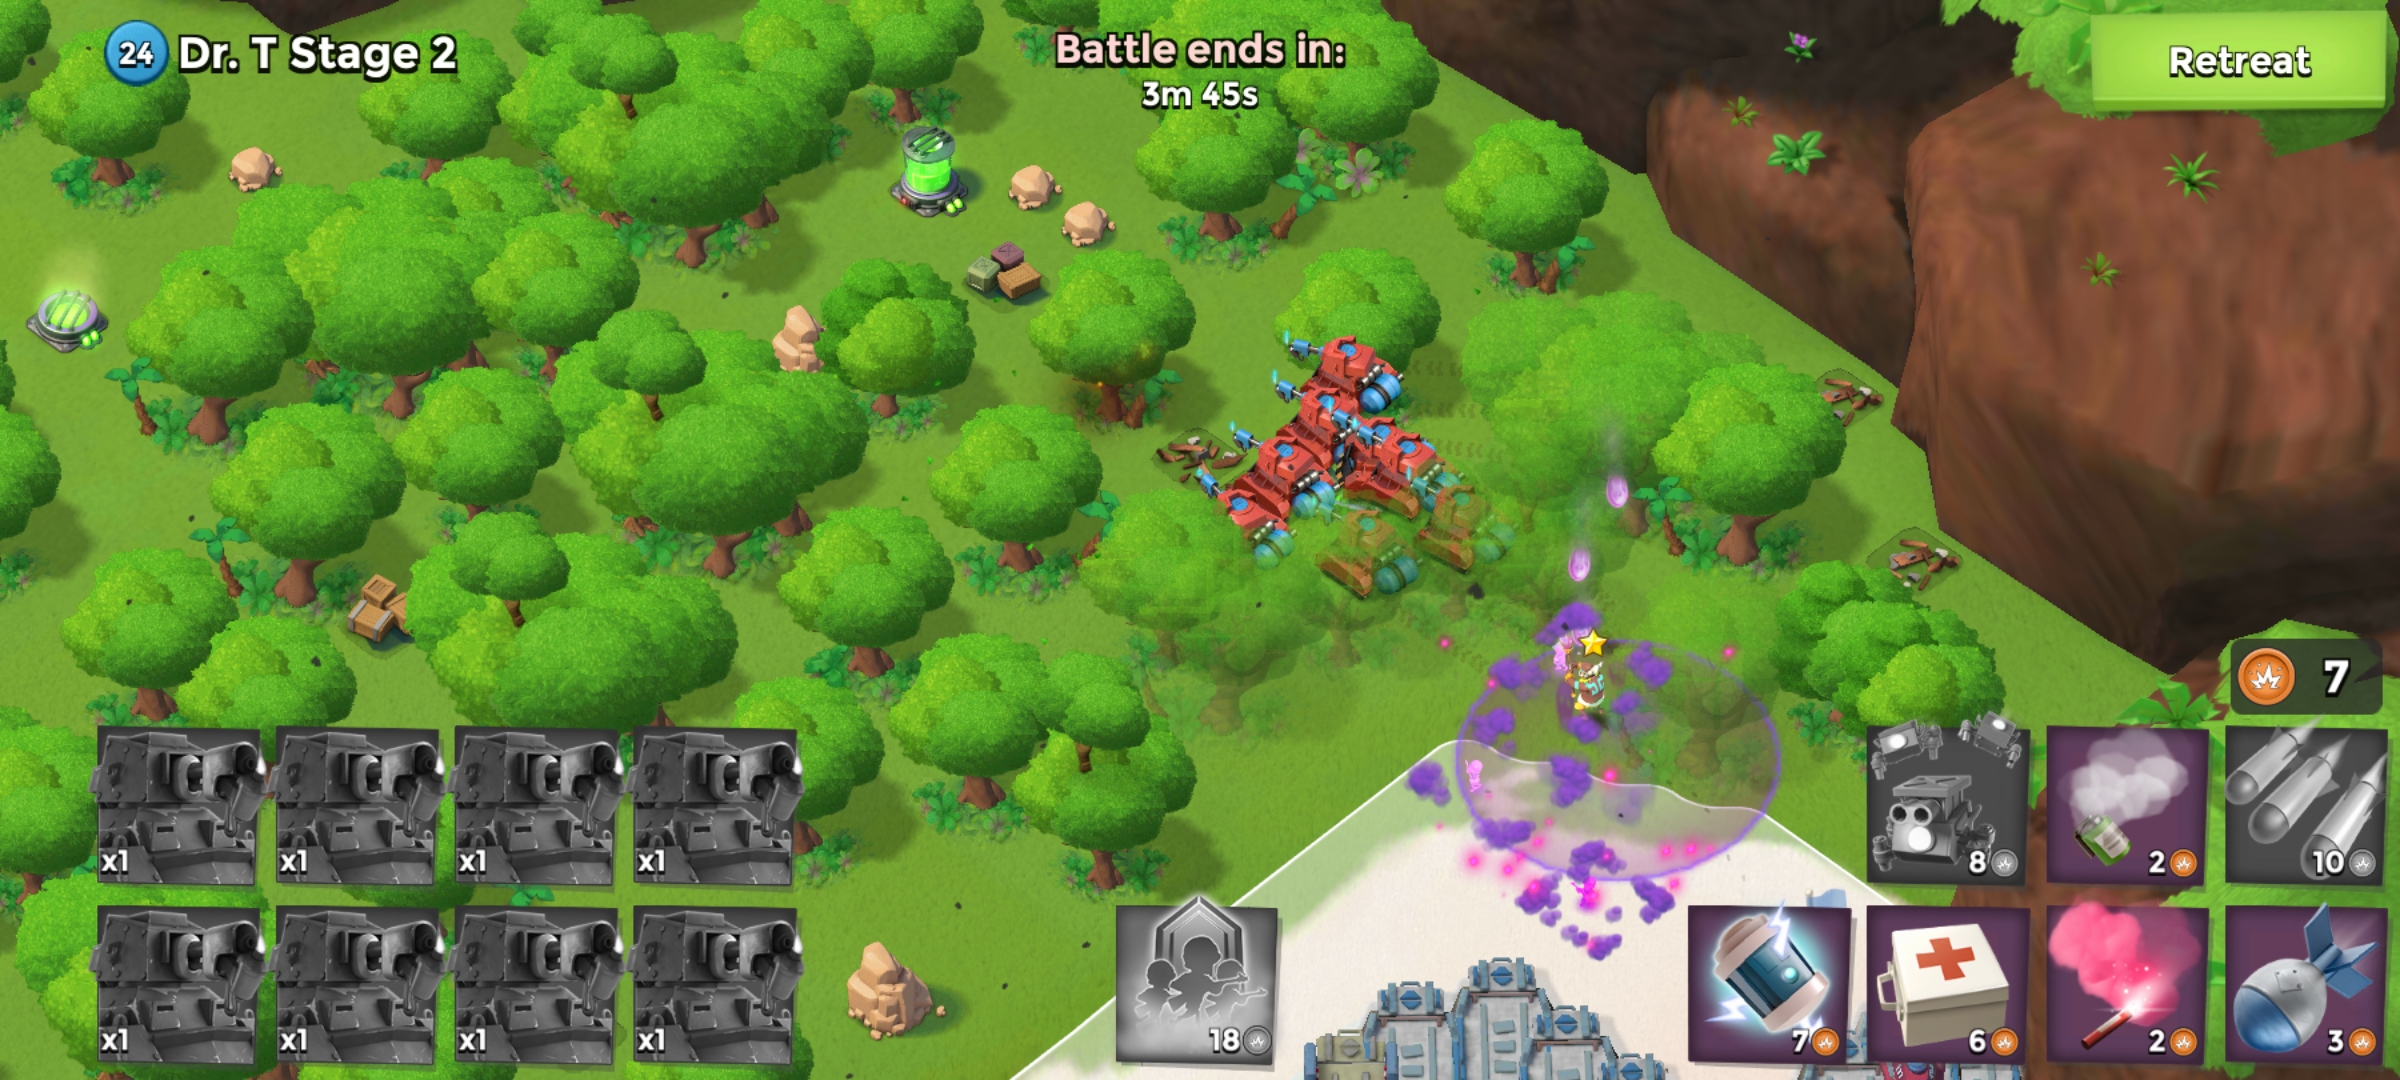 24 Dr. T Stage 2
Battle ends in:
3m 45s
Retreat
7
x1 x1 x1 x1
8 2 10
x1 x1 x1 x1
18 7 6 2 3